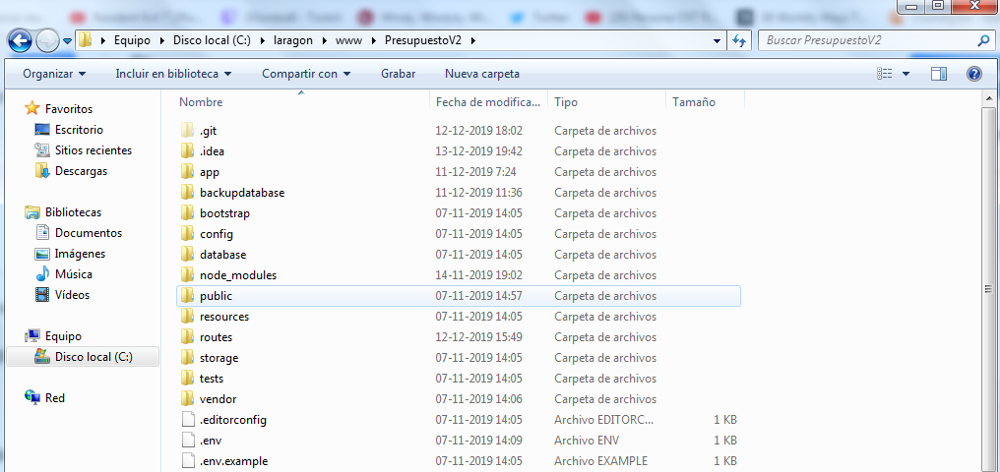 Equipo Disco local (C:) laragon www PresupuestoV2 Buscar PresupuestoV2
Organizar Incluir en biblioteca Compartir con Grabar Nueva carpeta
Nombre Fecha de modifica... Tipo Tamaño
Favoritos
Escritorio
Sitios recientes
Descargas
Bibliotecas
Documentos
Imágenes
Música
Vídeos
Equipo
Disco local (C:)
Red
.git 12-12-2019 18:02 Carpeta de archivos
.idea 13-12-2019 19:42 Carpeta de archivos
app 11-12-2019 7:24 Carpeta de archivos
backupdatabase 11-12-2019 11:36 Carpeta de archivos
bootstrap 07-11-2019 14:05 Carpeta de archivos
config 07-11-2019 14:05 Carpeta de archivos
database 07-11-2019 14:05 Carpeta de archivos
node_modules 14-11-2019 19:02 Carpeta de archivos
public 07-11-2019 14:57 Carpeta de archivos
resources 07-11-2019 14:05 Carpeta de archivos
routes 12-12-2019 15:49 Carpeta de archivos
storage 07-11-2019 14:05 Carpeta de archivos
tests 07-11-2019 14:05 Carpeta de archivos
vendor 07-11-2019 14:06 Carpeta de archivos
.editorconfig 07-11-2019 14:05 Archivo EDITORC... 1 KB
.env 07-11-2019 14:09 Archivo ENV 1 KB
.env.example 07-11-2019 14:05 Archivo EXAMPLE 1 KB